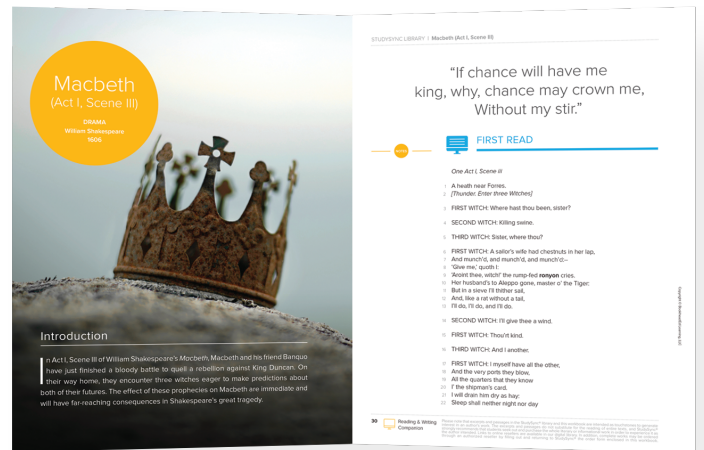 Macbeth
(Act I, Scene III)
DRAMA
William Shakespeare
1606
Introduction
In Act I, Scene III of William Shakespeare's Macbeth, Macbeth and his friend Banquo
have just finished a bloody battle to quell a rebellion against King Duncan. On
their way home, they encounter three witches eager to make predictions about
both of their futures. The effect of these prophecies on Macbeth are immediate and
will have far-reaching consequences in Shakespeare's great tragedy.
STUDYSYNC LIBRARY / Macbeth (Act I, Scene III)
“If chance will have me
king, why, chance may crown me,
Without my stir.”
NOTES
FIRST READ
One Act I, Scene iii
1 A heath near Forres.
2 [Thunder. Enter three Witches]
3 FIRST WITCH: Where hast thou been, sister?
4 SECOND WITCH: Killing swine.
5 THIRD WITCH: Sister, where thou?
6 FIRST WITCH: A sailor's wife had chestnuts in her lap,
7 And munch'd, and munch'd, and munch'd:–
8 'Give me,' quoth I:
9 'Aroint thee, witch!' the rump-fed ronyon cries.
10 Her husband's to Aleppo gone, master o' the Tiger:
11 But in a sieve I'll thither sail,
12 And, like a rat without a tail,
13 I'll do, I'll do, and I'll do.
14 SECOND WITCH: I'll give thee a wind.
15 FIRST WITCH: Thou'rt kind.
16 THIRD WITCH: And I another.
17 FIRST WITCH: I myself have all the other,
18 And the very ports they blow,
19 All the quarters that they know
20 I' the shipman's card.
21 I will drain him dry as hay:
22 Sleep shall neither night nor day
30
Reading & Writing
Companion